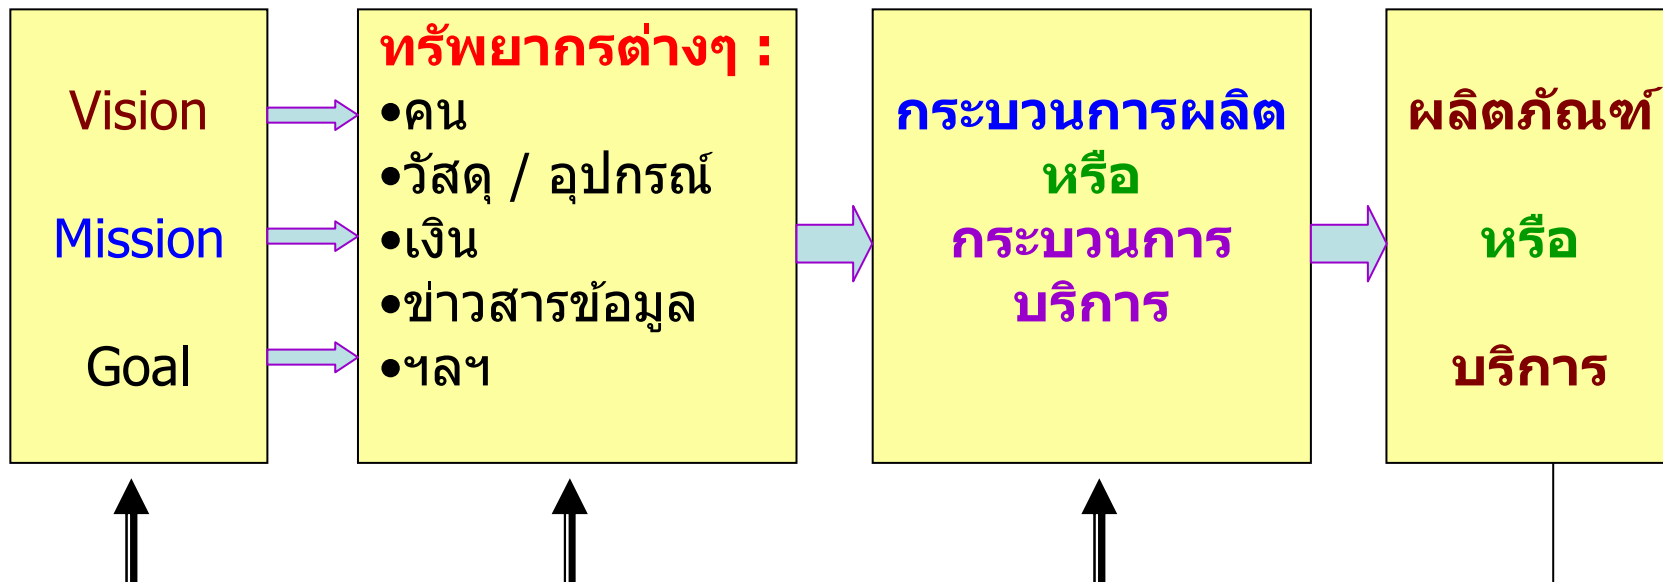 Vision
Mission
Goal
ทรัพยากรต่างๆ :
•คน
•วัสดุ / อุปกรณ์
•เงิน
•ข่าวสารข้อมูล
•ฯลฯ
กระบวนการผลิต
หรือ
กระบวนการ
บริการ
ผลิตภัณฑ์
หรือ
บริการ